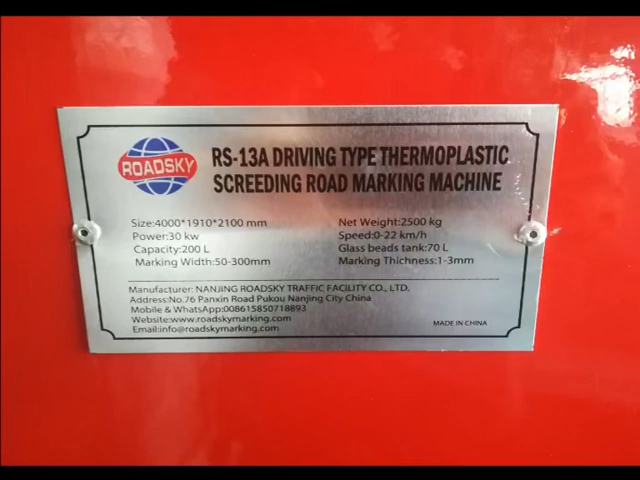 ROADSKY
RS-13A DRIVING TYPE THERMOPLASTIC
SCREEDING ROAD MARKING MACHINE
Size:4000*1910*2100 mm
Power:30 kw
Capacity:200 L
Marking Width:50-300mm
Net Weight:2500 kg
Speed:0-22 km/h
Glass beads tank:70 L
Marking Thichness:1-3mm
Manufacturer: NANJING ROADSKY TRAFFIC FACILITY CO., LTD.
Address:No.76 Panxin Road Pukou Nanjing City China
Mobile & WhatsApp:008615850718893
Website:www.roadskymarking.com
Email:info@roadskymarking.com
MADE IN CHINA